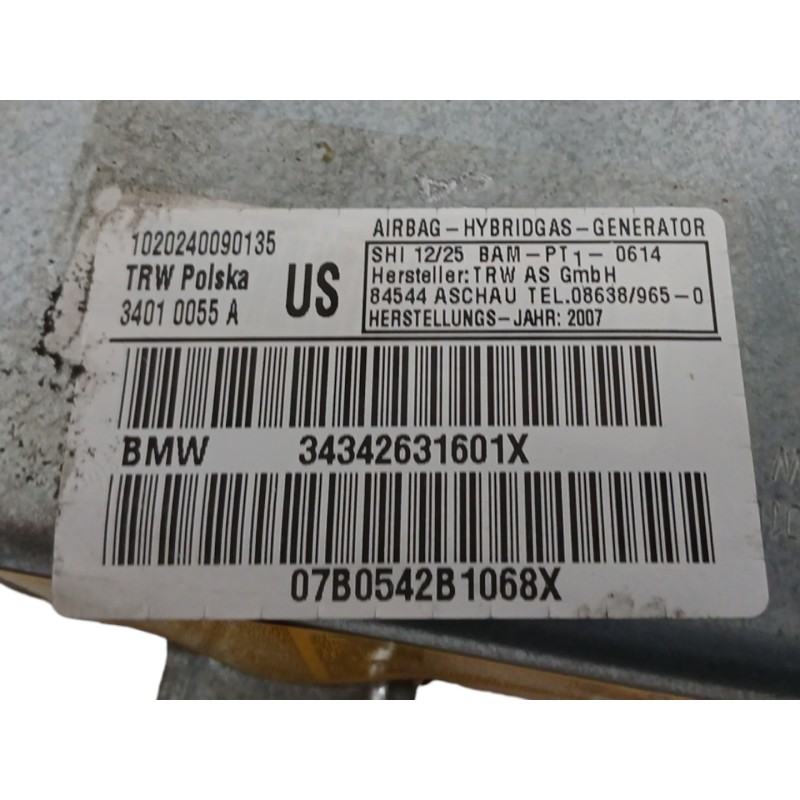 1020240090135
TRW Polska
3401 0055 A
US
AIRBAG-HYBRIDGAS-GENERATOR
SHI 12/25 BAM-PT1-0614
Hersteller: TRW AS GmbH
84544 ASCHAU TEL.08638/965-0
HERSTELLUNGS-JAHR: 2007
BMW 34342631601X
07B0542B1068X